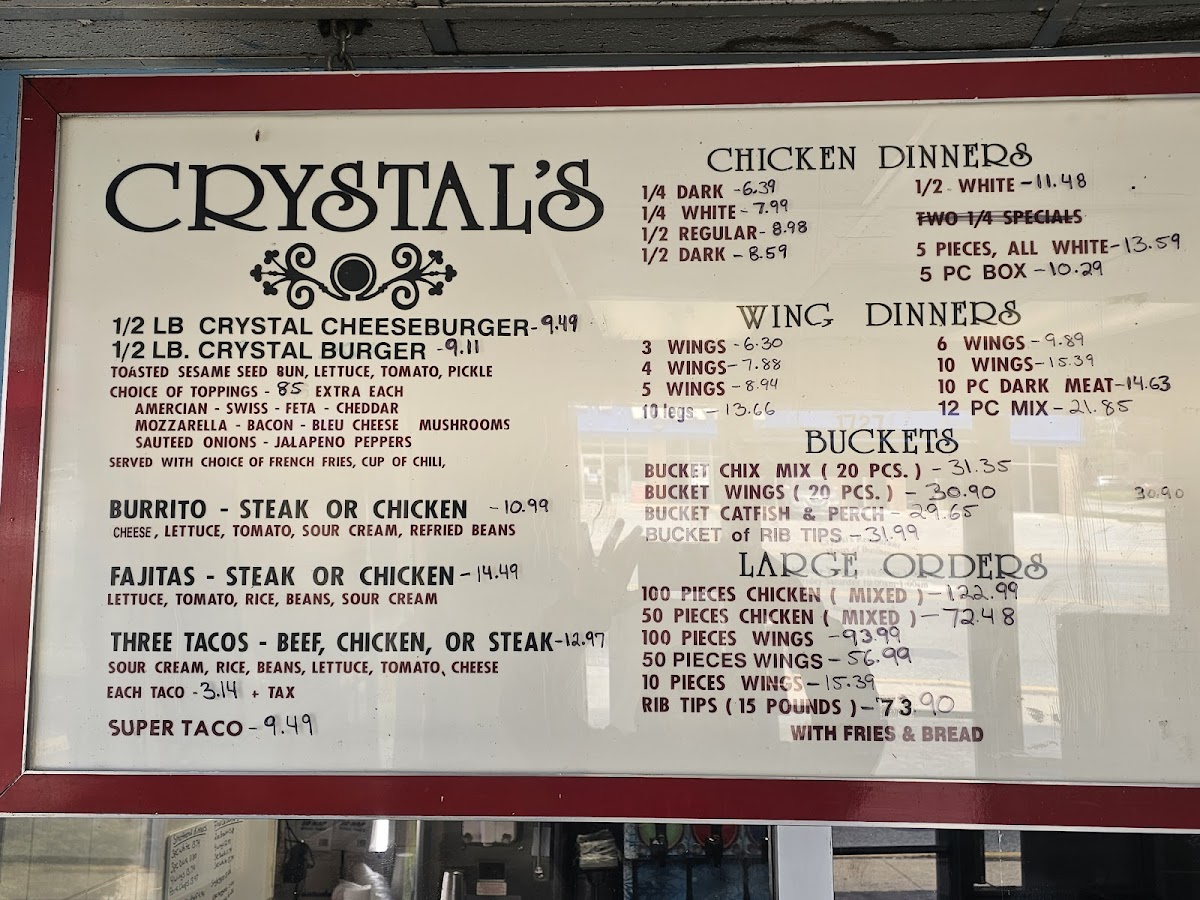 CRYSTAL'S
1/2 LB CRYSTAL CHEESEBURGER-9.49
1/2 LB. CRYSTAL BURGER -9.11
TOASTED SESAME SEED BUN, LETTUCE, TOMATO, PICKLE
CHOICE OF TOPPINGS - 85 EXTRA EACH
AMERCIAN - SWISS - FETA - CHEDDAR
MOZZARELLA - BACON - BLEU CHEESE MUSHROOMS
SAUTEED ONIONS - JALAPENO PEPPERS
SERVED WITH CHOICE OF FRENCH FRIES, CUP OF CHILI,
BURRITO - STEAK OR CHICKEN -10.99
CHEESE, LETTUCE, TOMATO, SOUR CREAM, REFRIED BEANS
FAJITAS - STEAK OR CHICKEN-14.49
LETTUCE, TOMATO, RICE, BEANS, SOUR CREAM
THREE TACOS - BEEF, CHICKEN, OR STEAK-12.97
SOUR CREAM, RICE, BEANS, LETTUCE, TOMATO, CHEESE
EACH TACO -3.14 + TAX
SUPER TACO-9.49
CHICKEN DINNERS
1/4 DARK -6.39
1/4 WHITE-7.99
1/2 REGULAR-8.98
1/2 DARK -8.59
1/2 WHITE-11.48
TWO 1/4 SPECIALS
5 PIECES, ALL WHITE-13.59
5 PC BOX -10.29
WING DINNERS
3 WINGS-6.30
4 WINGS-7.88
5 WINGS-8.94
10 legs -13.66
6 WINGS-9.89
10 WINGS-15.39
10 PC DARK MEAT-14.63
12 PC MIX-21.85
BUCKETS
BUCKET CHIX MIX ( 20 PCS. ) -31.35
BUCKET WINGS ( 20 PCS. ) - 30.90
30.90
BUCKET CATFISH & PERCH-29.65
BUCKET of RIB TIPS -31.99
LARGE ORDERS
100 PIECES CHICKEN ( MIXED )-122.99
50 PIECES CHICKEN ( MIXED )-72.48
100 PIECES WINGS -93.99
50 PIECES WINGS-56.99
10 PIECES WINGS-15.39
RIB TIPS ( 15 POUNDS )-73.90
WITH FRIES & BREAD